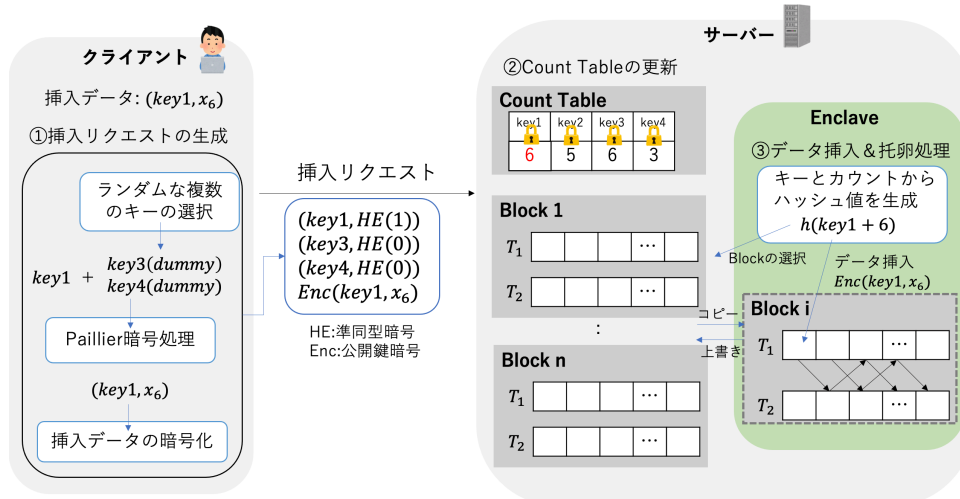 クライアント
挿入データ: (key1, x₆)
①挿入リクエストの生成
ランダムな複数
のキーの選択
key1 + key3(dummy)
key4(dummy)
Paillier暗号処理
(key1, x₆)
挿入データの暗号化
挿入リクエスト
(key1, HE(1))
(key3, HE(0))
(key4, HE(0))
Enc(key1, x₆)
HE:準同型暗号
Enc:公開鍵暗号
サーバー
②Count Tableの更新
Count Table
key1 key2 key3 key4
6 5 6 3
Block 1
T₁ …
T₂ …
:
Block n
T₁ …
T₂ …
Enclave
③データ挿入＆托卵処理
キーとカウントから
ハッシュ値を生成
h(key1 + 6)
Blockの選択
データ挿入
Enc(key1, x₆)
コピー
上書き
Block i
T₁ …
T₂ …